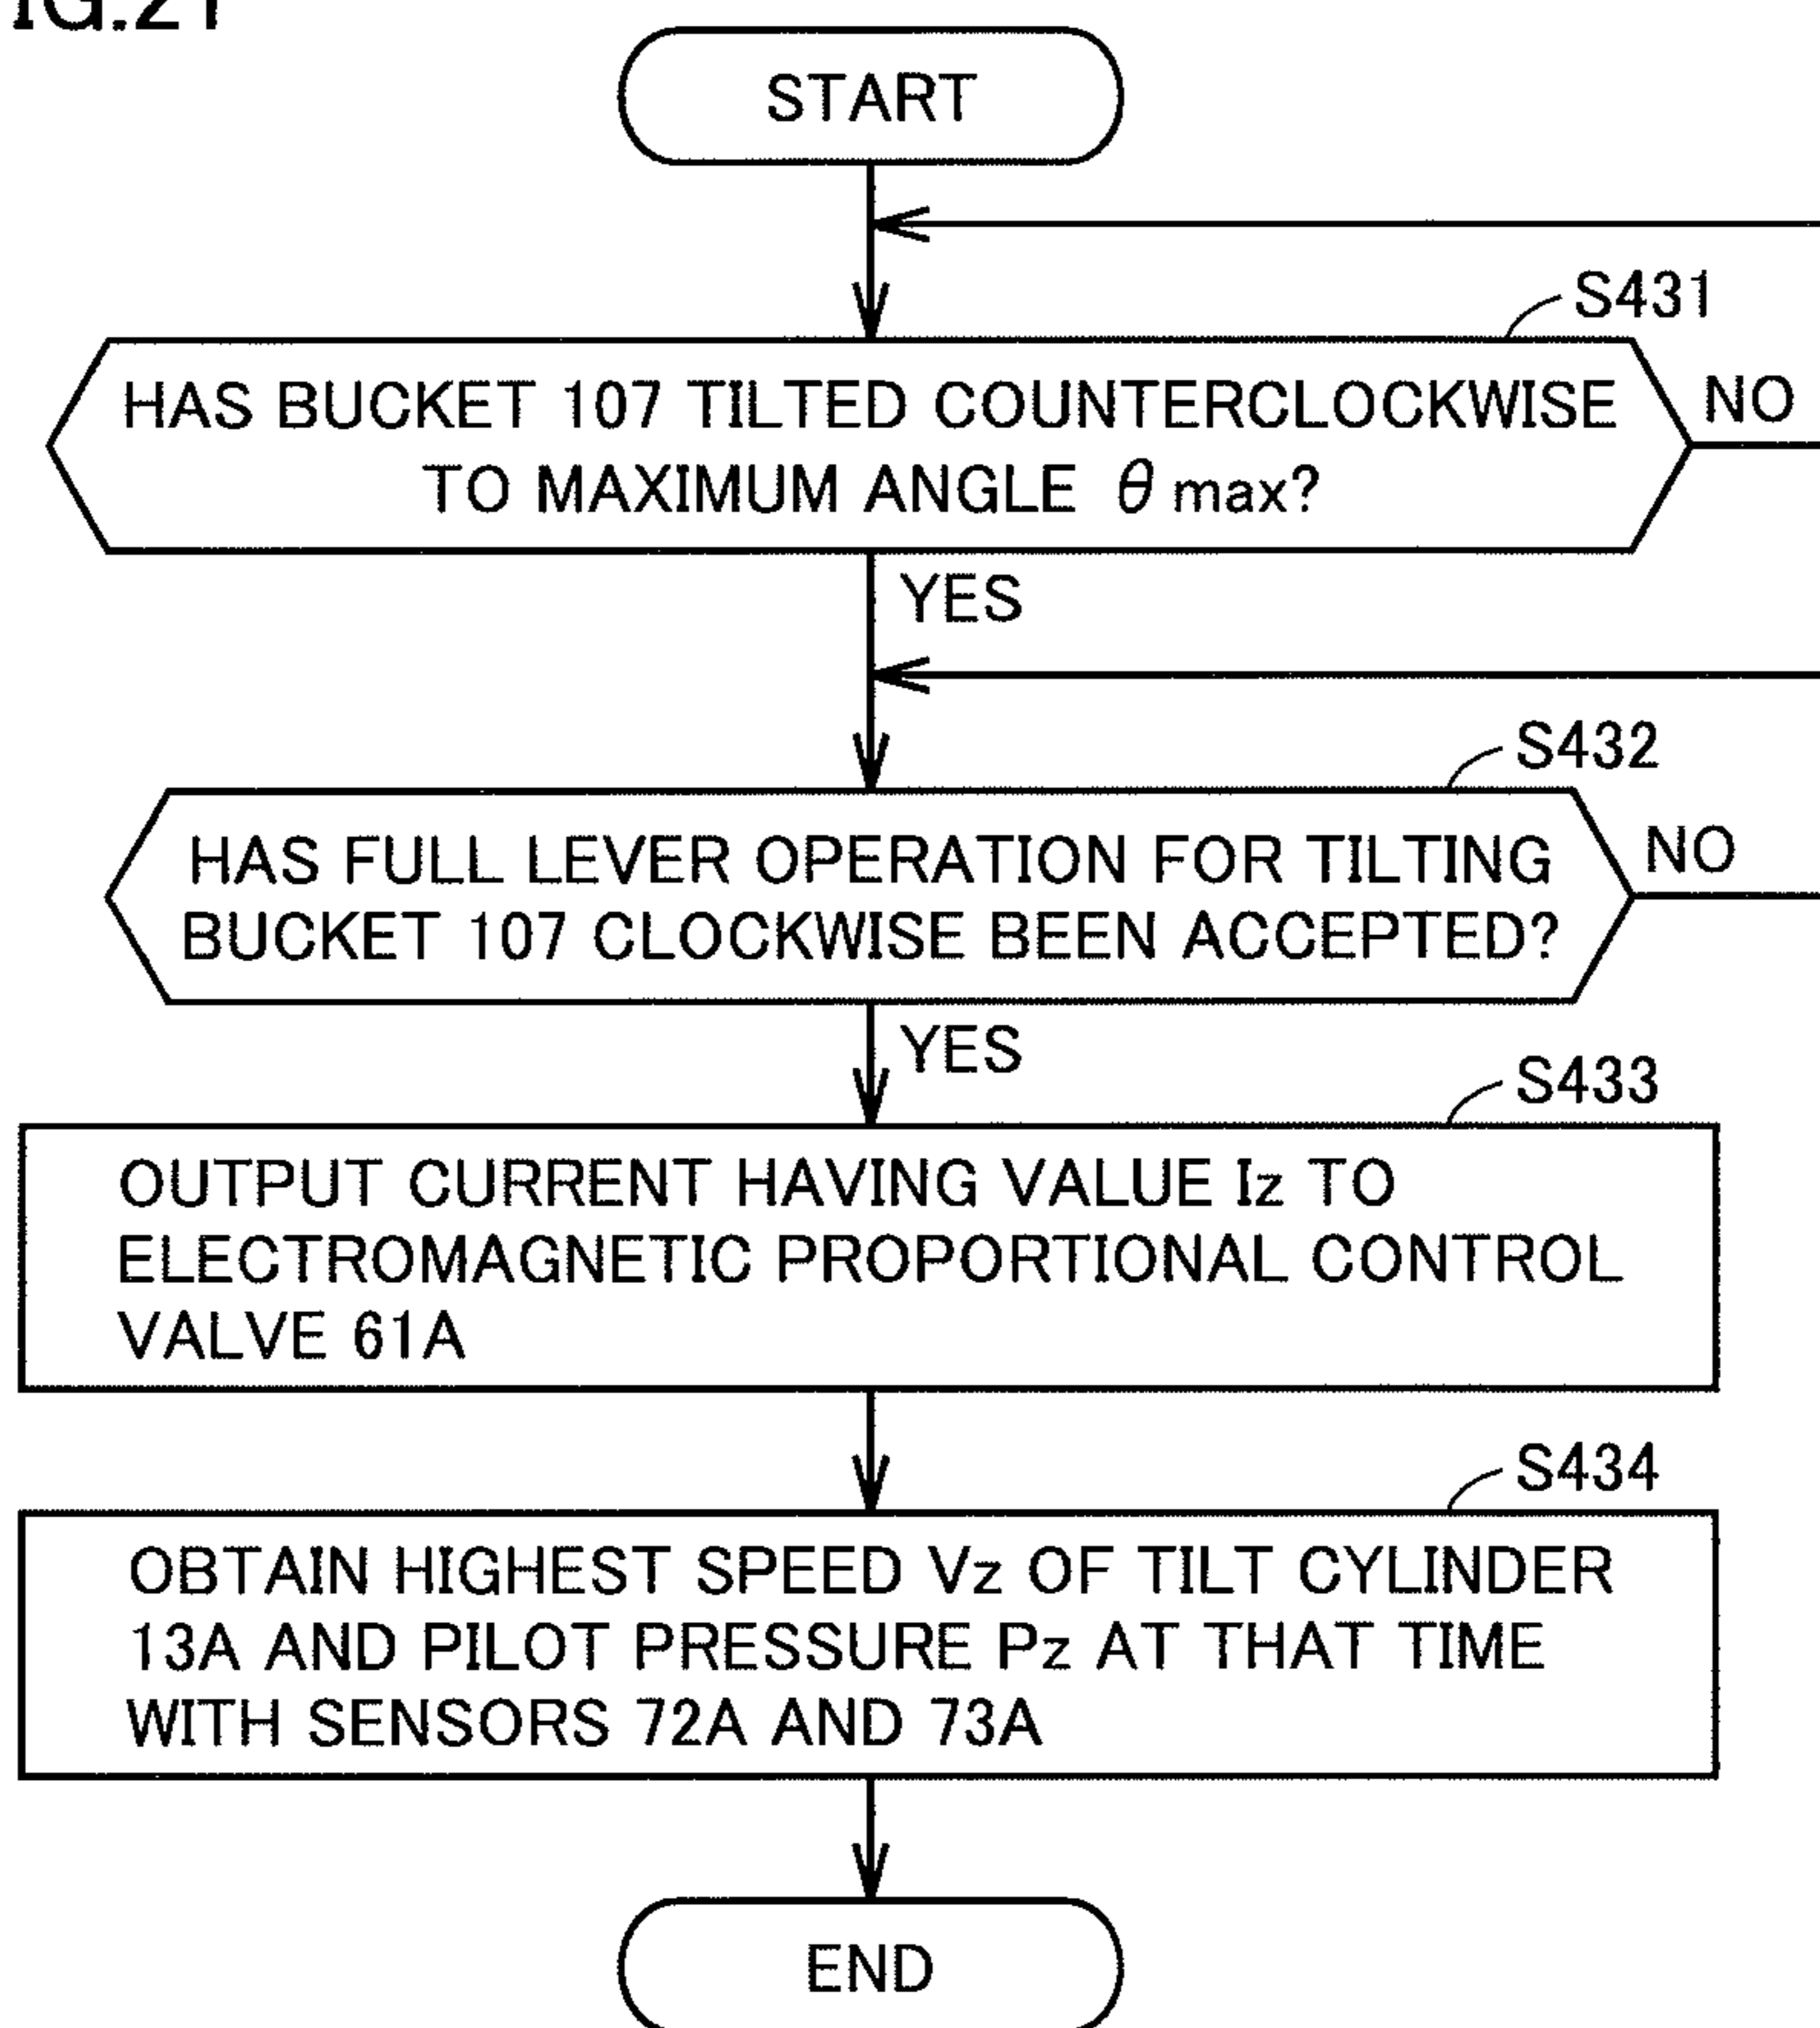 IG.21
START
S431
HAS BUCKET 107 TILTED COUNTERCLOCKWISE
TO MAXIMUM ANGLE θ max?
NO
YES
S432
HAS FULL LEVER OPERATION FOR TILTING
BUCKET 107 CLOCKWISE BEEN ACCEPTED?
NO
YES
S433
OUTPUT CURRENT HAVING VALUE Iz TO
ELECTROMAGNETIC PROPORTIONAL CONTROL
VALVE 61A
S434
OBTAIN HIGHEST SPEED Vz OF TILT CYLINDER
13A AND PILOT PRESSURE Pz AT THAT TIME
WITH SENSORS 72A AND 73A
END